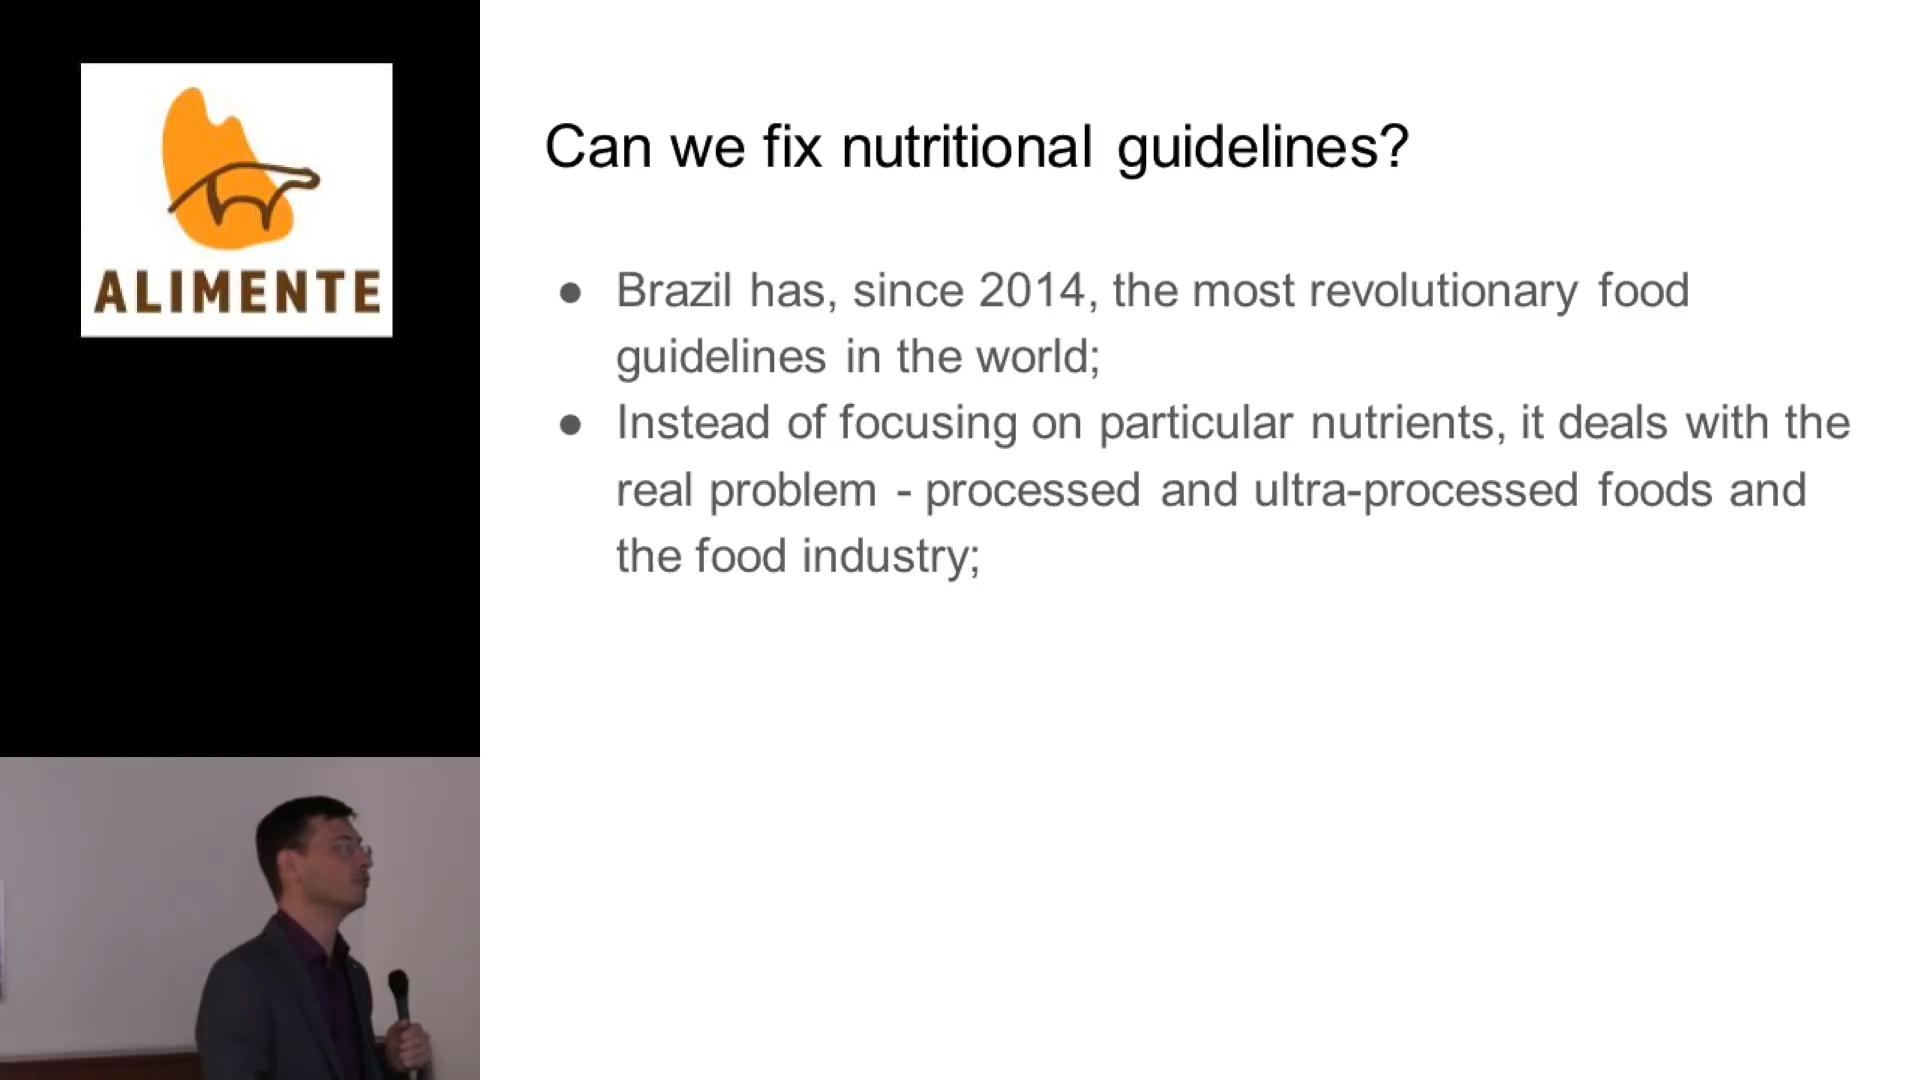 ALIMENTE
Can we fix nutritional guidelines?
● Brazil has, since 2014, the most revolutionary food
guidelines in the world;
● Instead of focusing on particular nutrients, it deals with the
real problem - processed and ultra-processed foods and
the food industry;